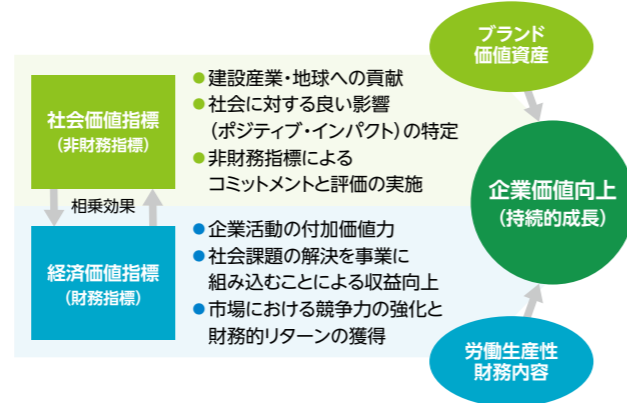 ブランド
価値資産
社会価値指標
（非財務指標）
●建設産業・地球への貢献
●社会に対する良い影響
（ポジティブ・インパクト）の特定
●非財務指標による
コミットメントと評価の実施
相乗効果
企業価値向上
（持続的成長）
経済価値指標
（財務指標）
●企業活動の付加価値力
●社会課題の解決を事業に
組み込むことによる収益向上
●市場における競争力の強化と
財務的リターンの獲得
労働生産性
財務内容